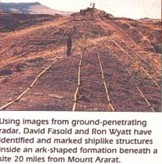 Using images from ground-penetrating
radar, David Fasold and Ron Wyatt have
identified and marked shiplike structures
inside an ark-shaped formation beneath a
site 20 miles from Mount Ararat.